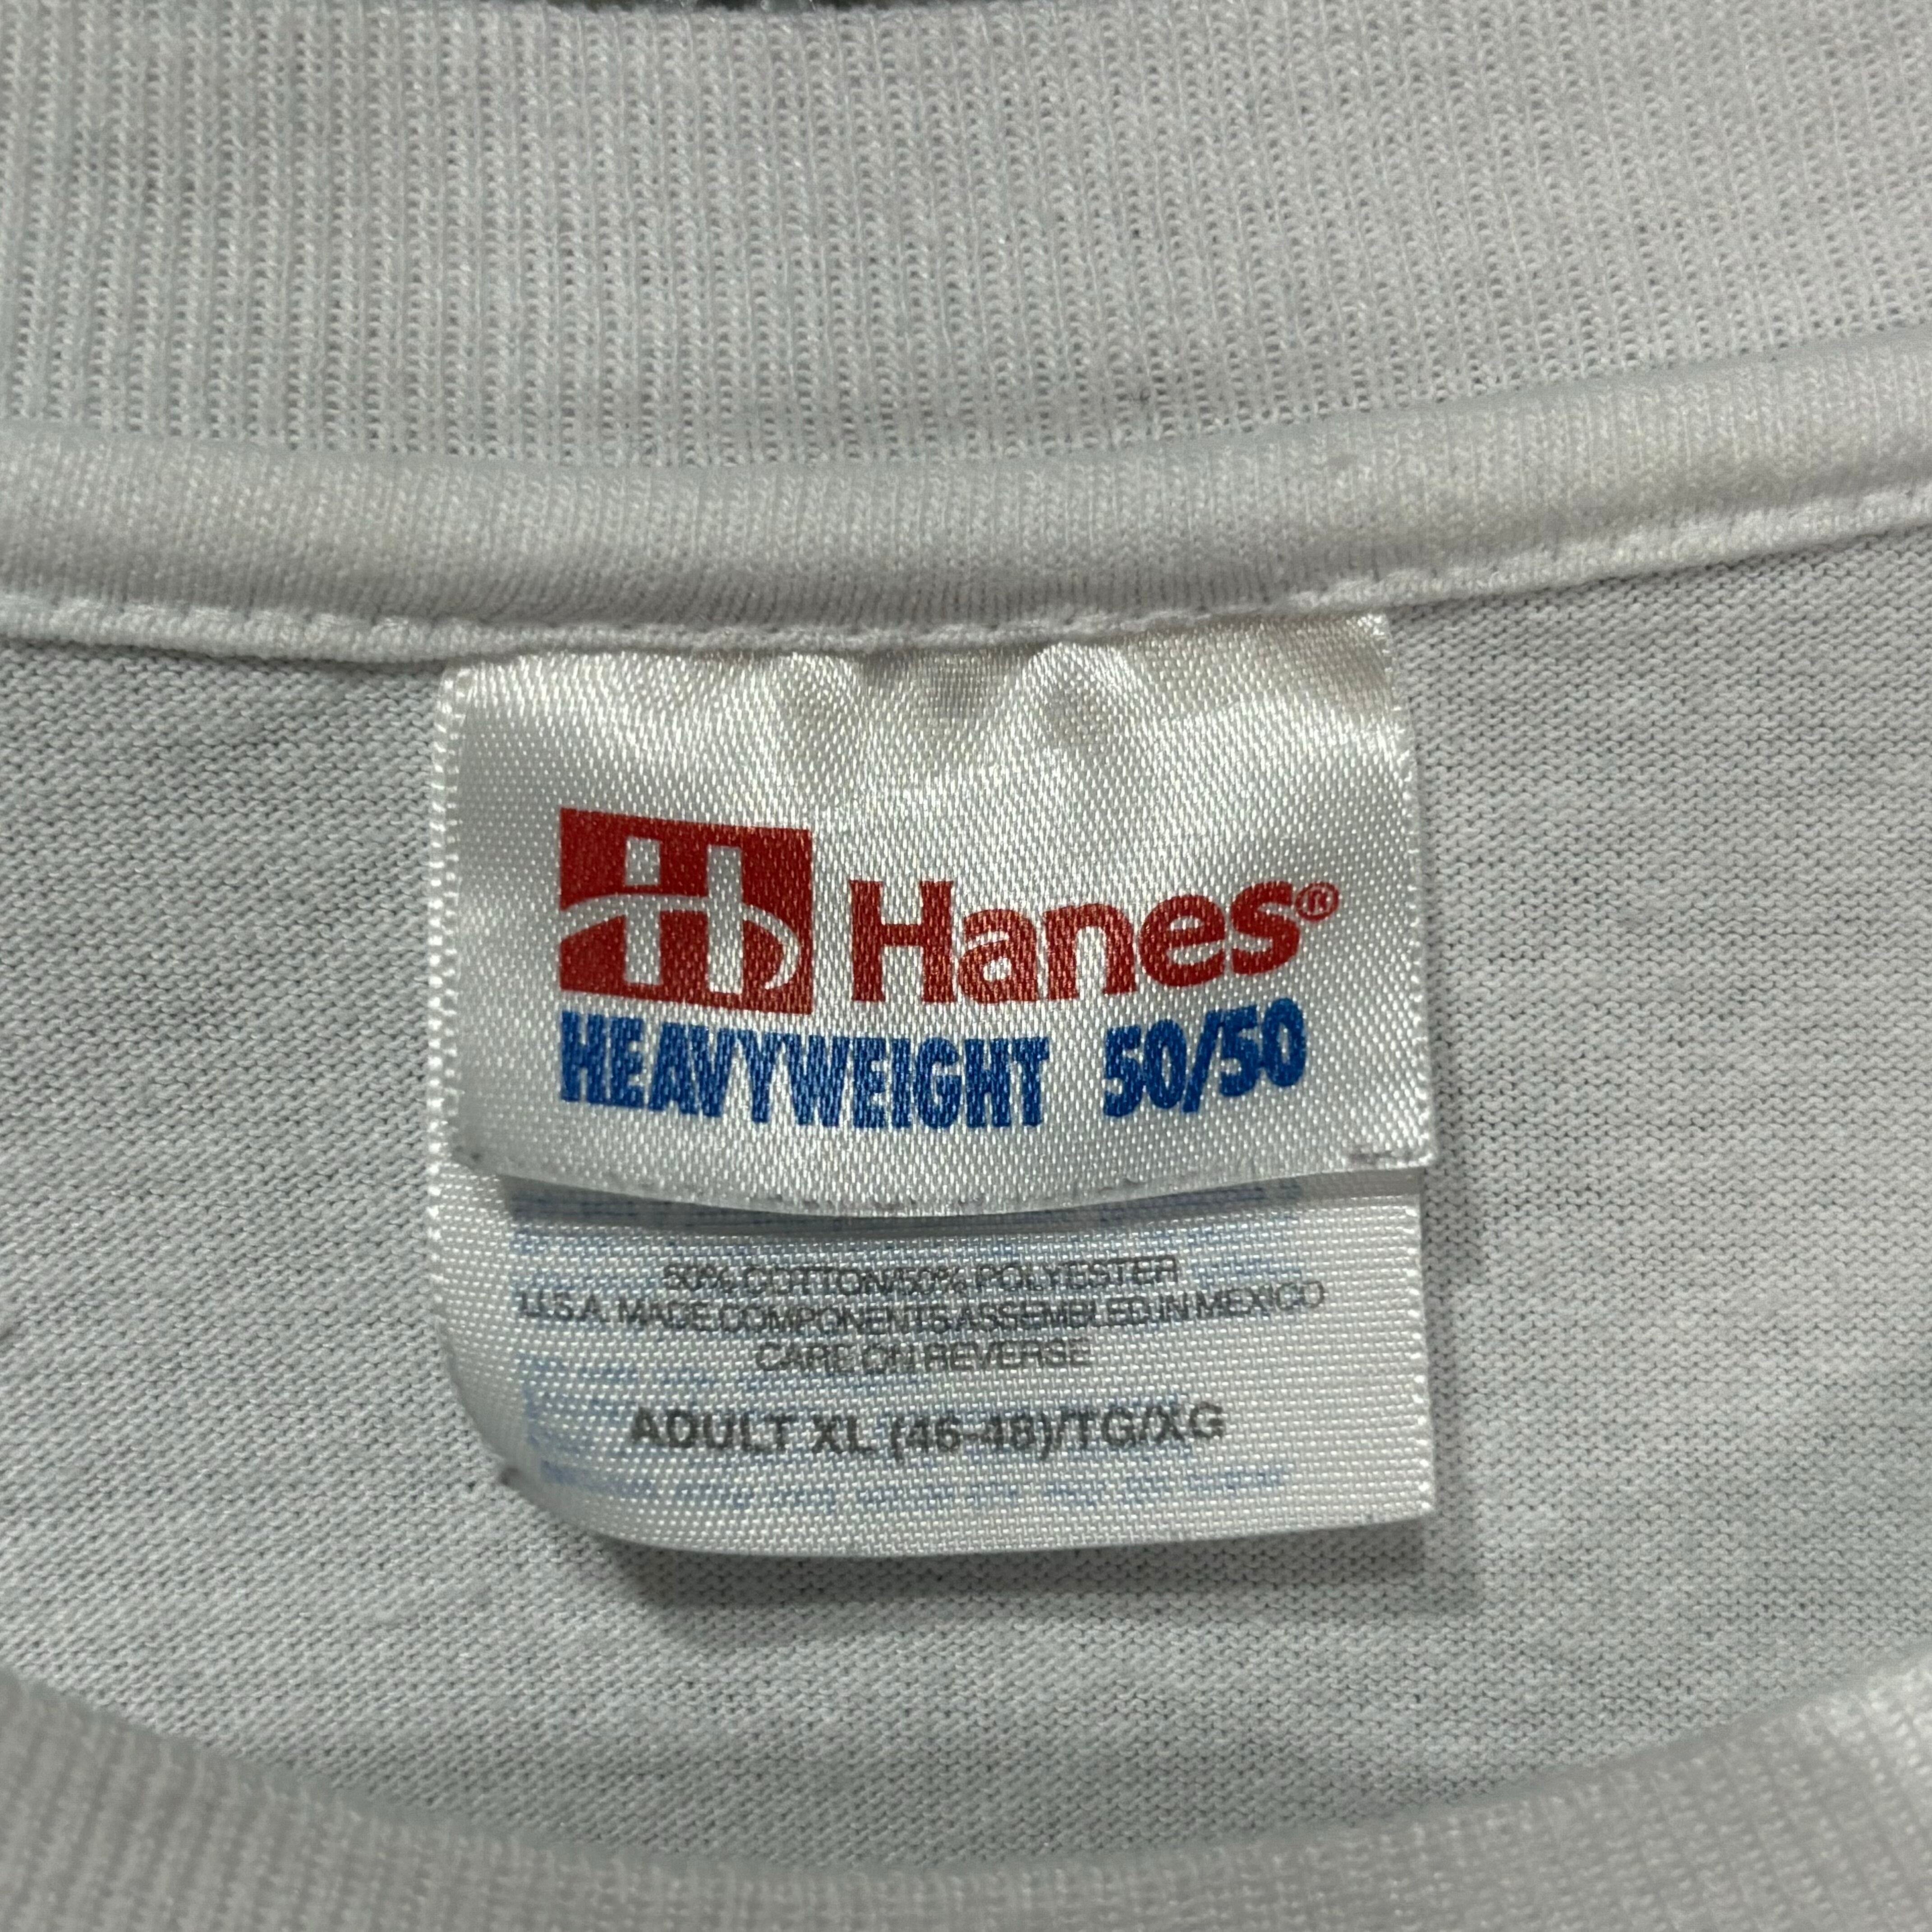 H Hanes®
HEAVYWEIGHT 50/50
50% COTTON/50% POLYESTER
U.S.A. MADE COMPONENTS ASSEMBLED IN MEXICO
CARE ON REVERSE
ADULT XL (46-48)/TG/XG